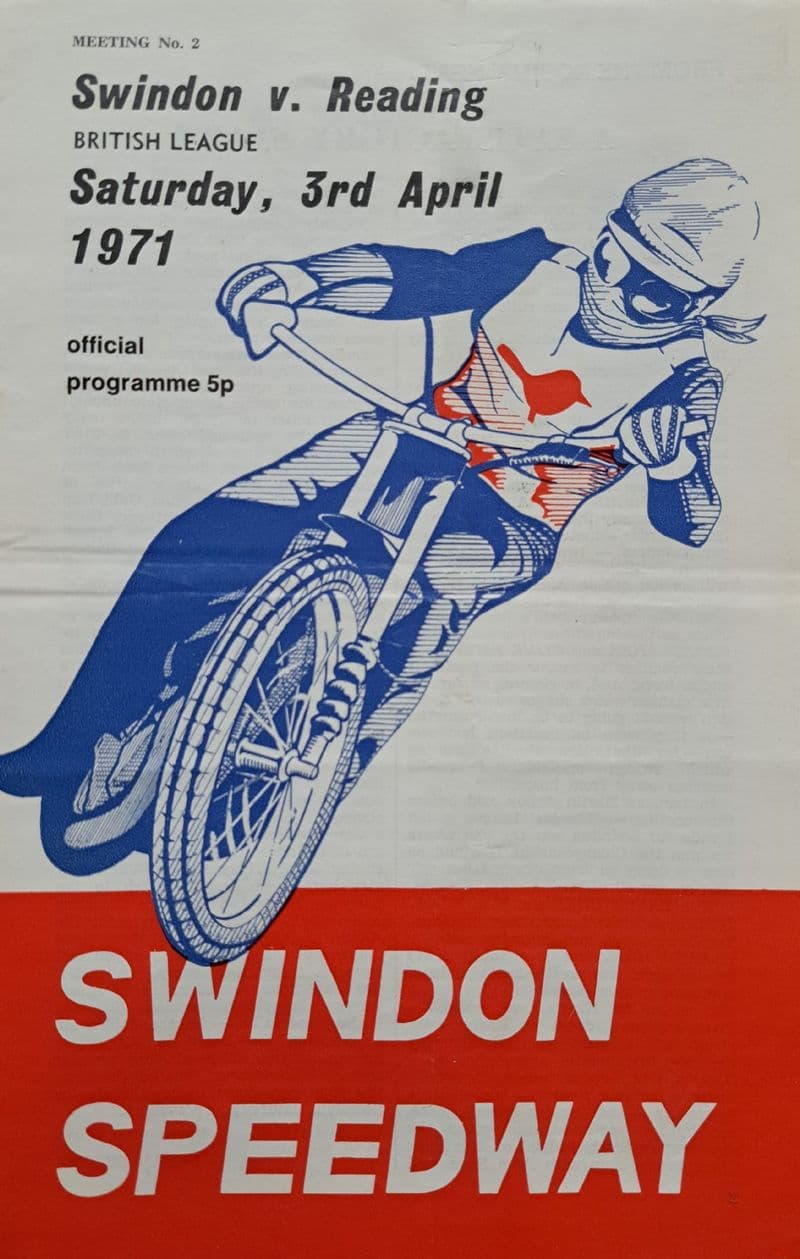 MEETING No. 2
Swindon v. Reading
BRITISH LEAGUE
Saturday, 3rd April
1971
official
programme 5p
SWINDON
SPEEDWAY